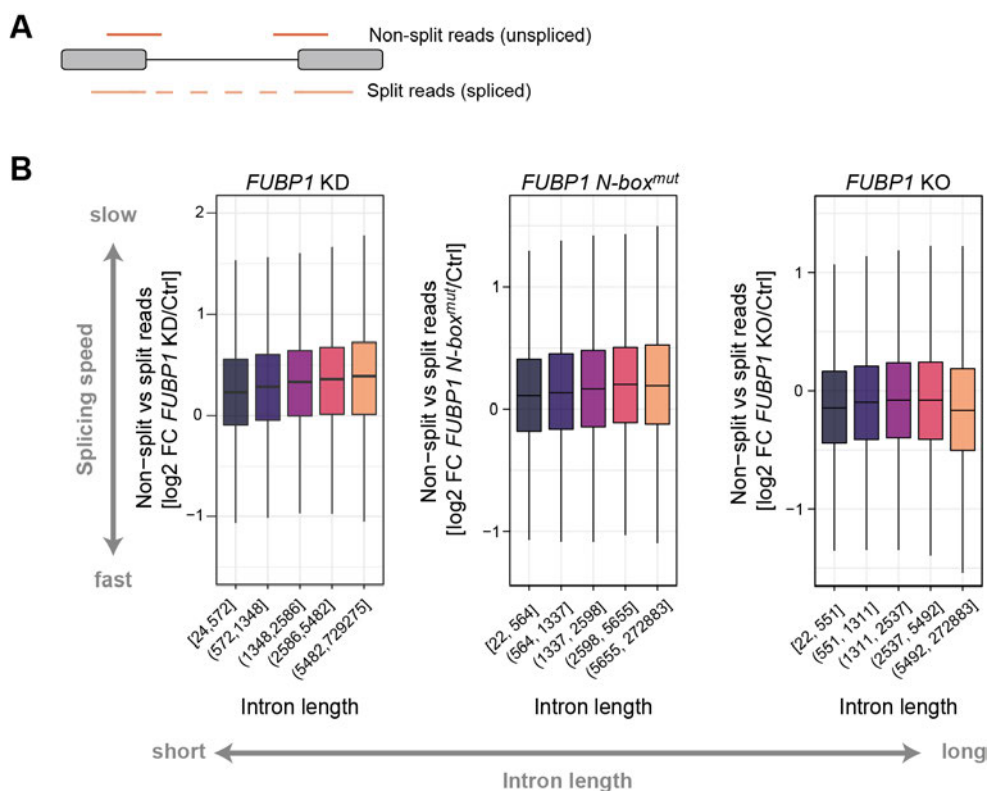 A
Non-split reads (unspliced)
Split reads (spliced)
B
FUBP1 KD
FUBP1 N-box^mut
FUBP1 KO
slow
Splicing speed
fast
Non−split vs split reads
[log2 FC FUBP1 KD/Ctrl]
2
1
0
−1
[24,572]
(572,1348]
(1348,2586]
(2586,5482]
(5482,729275]
Intron length
Non−split vs split reads
[log2 FC FUBP1 N-box^mut/Ctrl]
1
0
−1
[22, 564]
(564, 1337]
(1337, 2598]
(2598, 5655]
(5655, 272883]
Intron length
Non−split vs split reads
[log2 FC FUBP1 KO/Ctrl]
1
0
−1
[22, 551]
(551, 1311]
(1311, 2537]
(2537, 5492]
(5492, 272883]
Intron length
short
long
Intron length